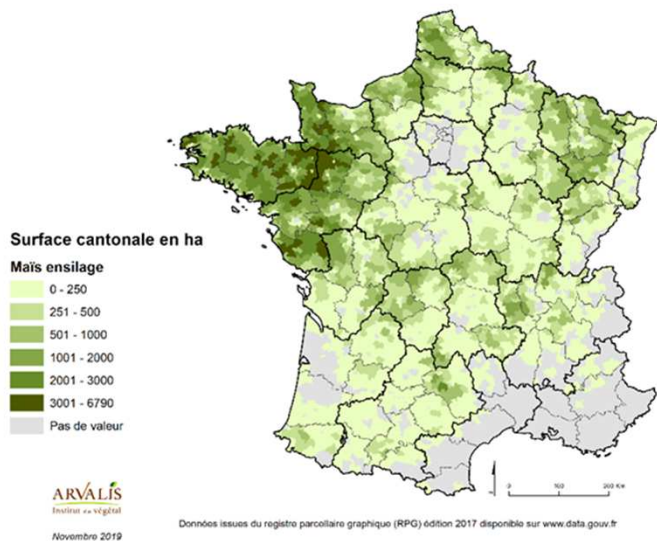 Surface cantonale en ha
Maïs ensilage
0 - 250
251 - 500
501 - 1000
1001 - 2000
2001 - 3000
3001 - 6790
Pas de valeur
0 100 200 Km
ARVALIS
Institut du végétal
Novembre 2019
Données issues du registre parcellaire graphique (RPG) édition 2017 disponible sur www.data.gouv.fr